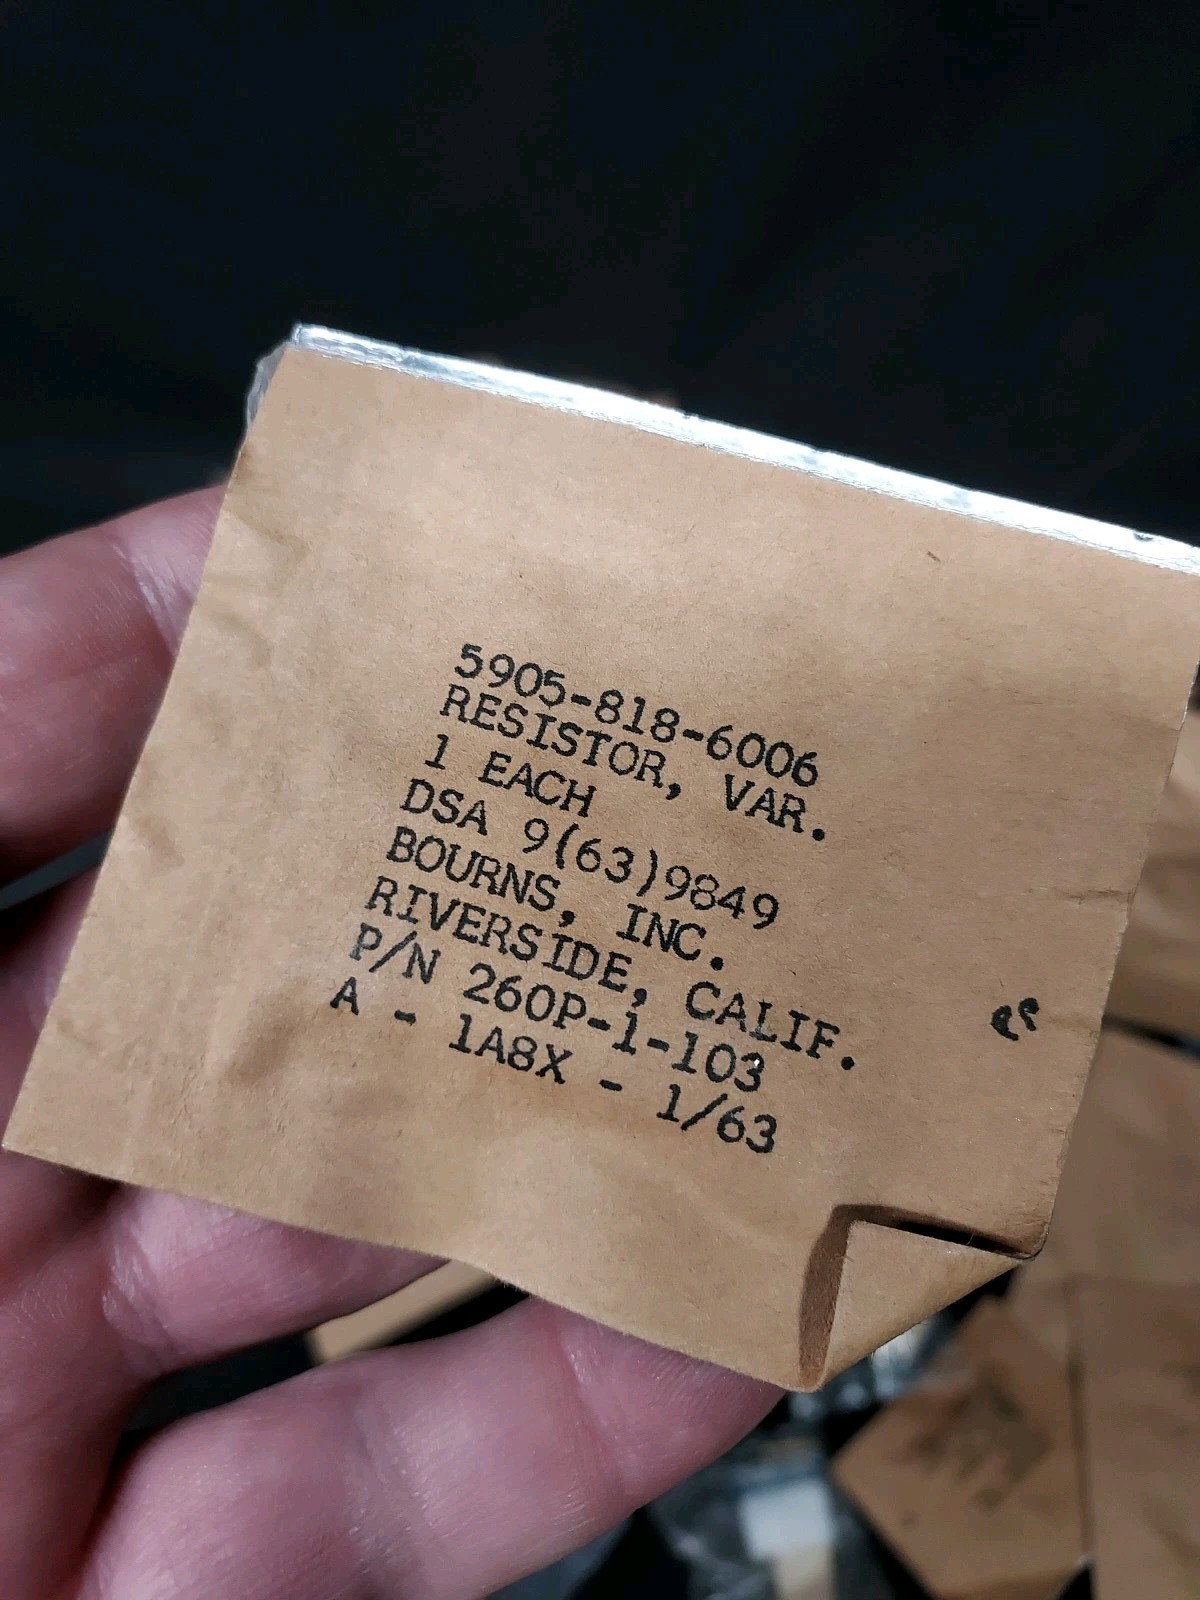 5905-818-6006
RESISTOR, VAR.
1 EACH
DSA 9(63)9849
BOURNS, INC.
RIVERSIDE, CALIF.
P/N 260P-1-103
A - 1A8X - 1/63